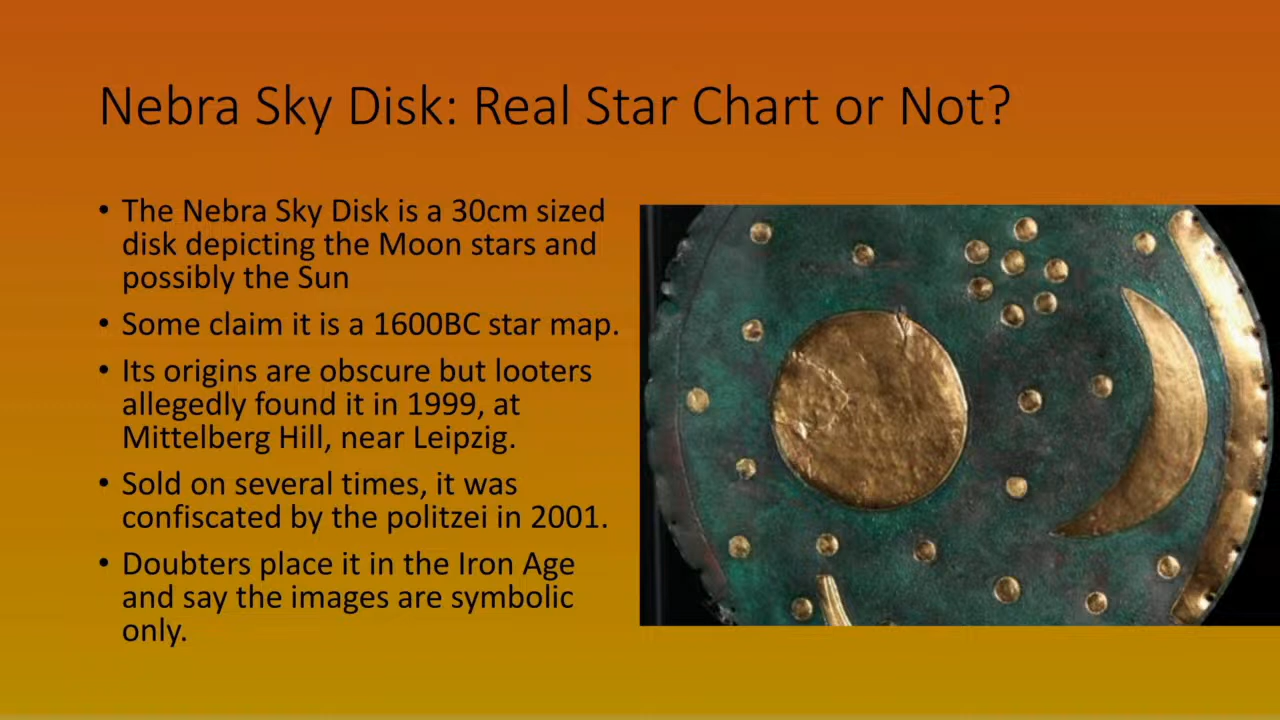 Nebra Sky Disk: Real Star Chart or Not?
• The Nebra Sky Disk is a 30cm sized
disk depicting the Moon stars and
possibly the Sun
• Some claim it is a 1600BC star map.
• Its origins are obscure but looters
allegedly found it in 1999, at
Mittelberg Hill, near Leipzig.
• Sold on several times, it was
confiscated by the politzei in 2001.
• Doubters place it in the Iron Age
and say the images are symbolic
only.